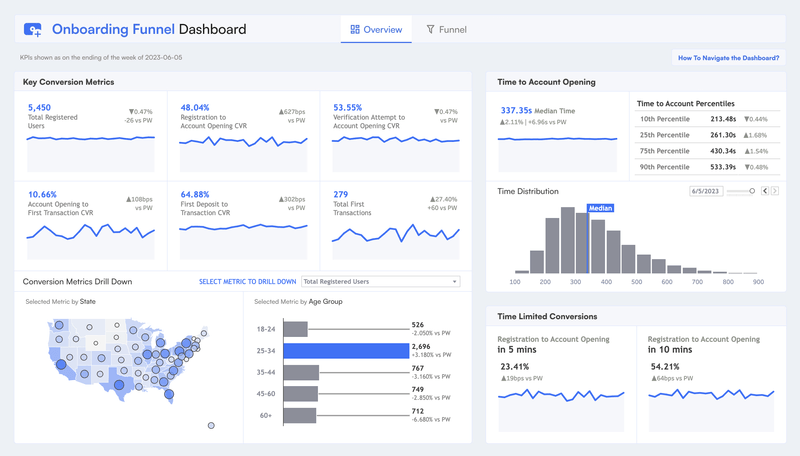 Onboarding Funnel Dashboard
Overview
Funnel
KPIs shown as on the ending of the week of 2023-06-05
How To Navigate the Dashboard?
Key Conversion Metrics
5,450
Total Registered
Users
▼0.47%
-26 vs PW
48.04%
Registration to
Account Opening CVR
▲627bps
vs PW
53.55%
Verification Attempt to
Account Opening CVR
▼0.47%
vs PW
10.66%
Account Opening to
First Transaction CVR
▲108bps
vs PW
64.88%
First Deposit to
Transaction CVR
▲302bps
vs PW
279
Total First
Transactions
▲27.40%
+60 vs PW
Conversion Metrics Drill Down
SELECT METRIC TO DRILL DOWN
Total Registered Users
Selected Metric by State
Selected Metric by Age Group
18-24
526
-2.050% vs PW
25-34
2,696
+3.180% vs PW
35-44
767
-3.160% vs PW
45-60
749
-2.850% vs PW
60+
712
-6.680% vs PW
Time to Account Opening
337.35s Median Time
▲2.11% | +6.96s vs PW
Time to Account Percentiles
10th Percentile 213.48s ▼0.44%
25th Percentile 261.30s ▲1.68%
75th Percentile 430.34s ▲1.54%
90th Percentile 533.39s ▼0.48%
Time Distribution
6/5/2023
Median
100 200 300 400 500 600 700 800 900
Time Limited Conversions
Registration to Account Opening
in 5 mins
23.41%
▲19bps vs PW
Registration to Account Opening
in 10 mins
54.21%
▲64bps vs PW